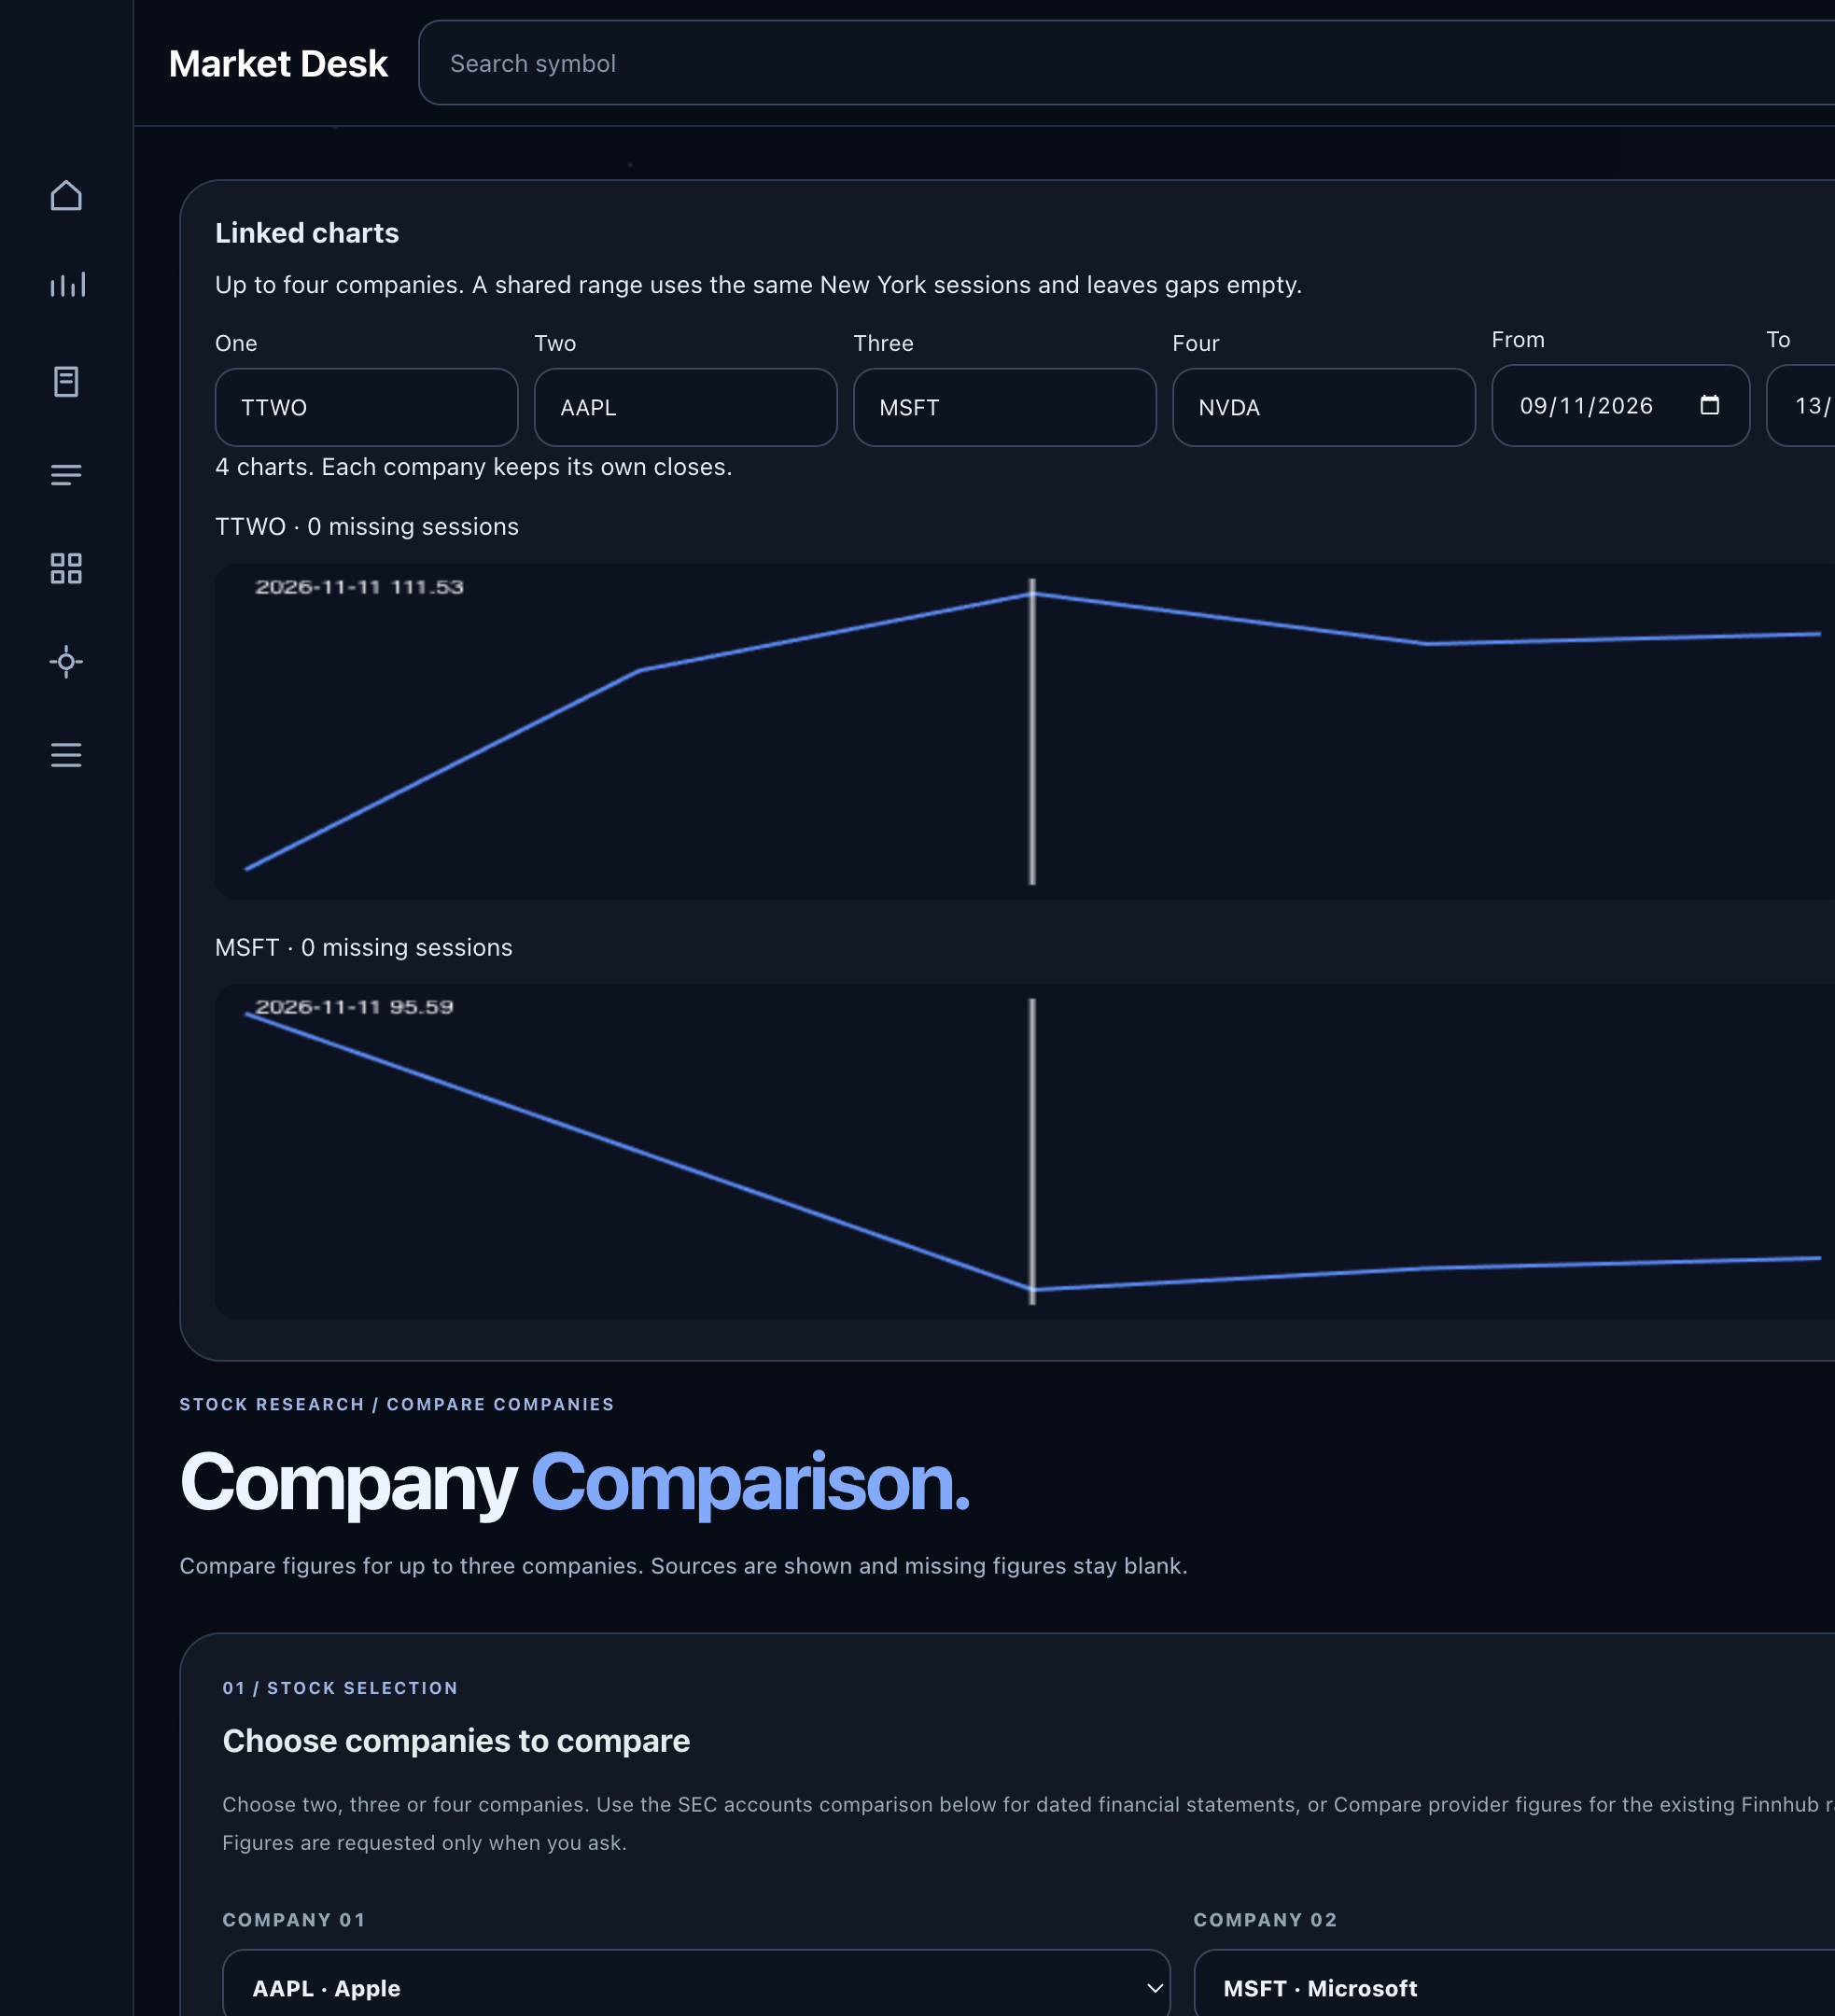 Market Desk
Search symbol
Linked charts
Up to four companies. A shared range uses the same New York sessions and leaves gaps empty.
One Two Three Four From To
TTWO AAPL MSFT NVDA 09/11/2026 13/
4 charts. Each company keeps its own closes.
TTWO · 0 missing sessions
2026-11-11 111.53
MSFT · 0 missing sessions
2026-11-11 95.59
STOCK RESEARCH / COMPARE COMPANIES
Company Comparison.
Compare figures for up to three companies. Sources are shown and missing figures stay blank.
01 / STOCK SELECTION
Choose companies to compare
Choose two, three or four companies. Use the SEC accounts comparison below for dated financial statements, or Compare provider figures for the existing Finnhub
Figures are requested only when you ask.
COMPANY 01 COMPANY 02
AAPL · Apple MSFT · Microsoft